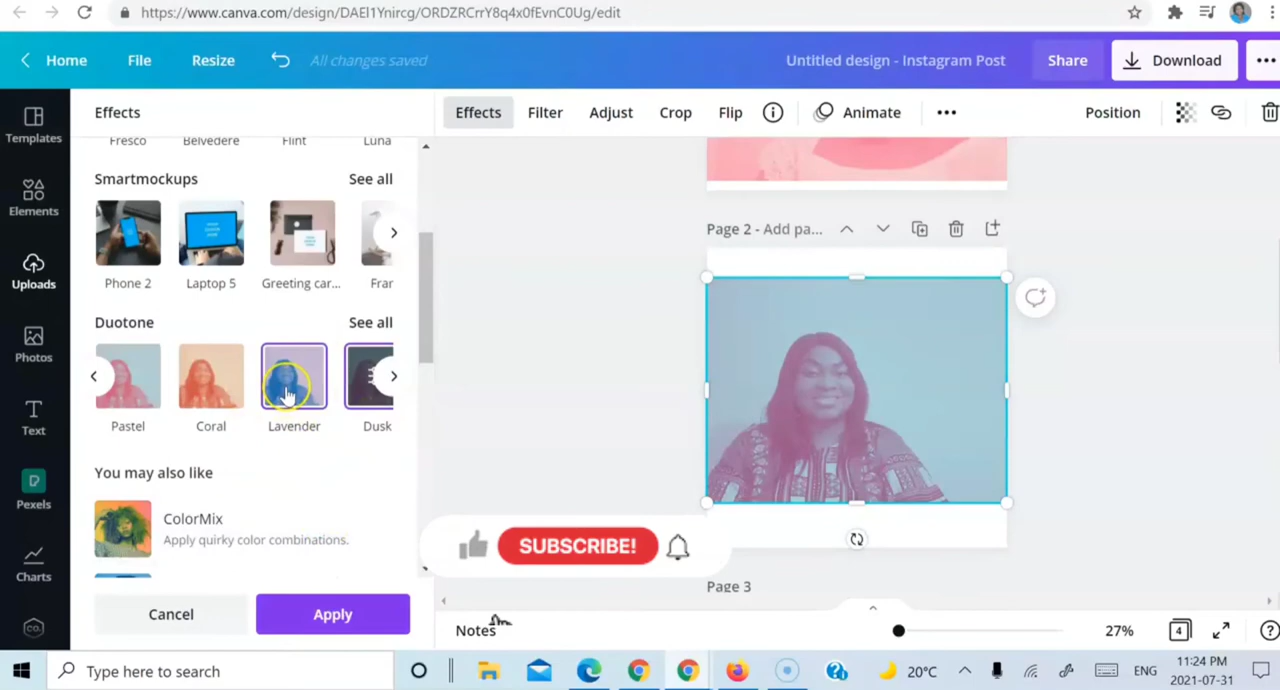 https://www.canva.com/design/DAEl1Ynircg/ORDZRCrrY8q4x0fEvnC0Ug/edit
Home File Resize All changes saved Untitled design - Instagram Post Share Download
Effects
Effects Filter Adjust Crop Flip Animate Position
Templates
Elements
Uploads
Photos
Text
Pexels
Charts
co.
Fresco Belvedere Flint Luna
Smartmockups See all
Phone 2 Laptop 5 Greeting car... Fran
Duotone See all
Pastel Coral Lavender Dusk
You may also like
ColorMix
Apply quirky color combinations.
Cancel Apply
Page 2 - Add pa...
SUBSCRIBE!
Page 3
Notes 27% 4
Type here to search 20°C ENG 11:24 PM
2021-07-31